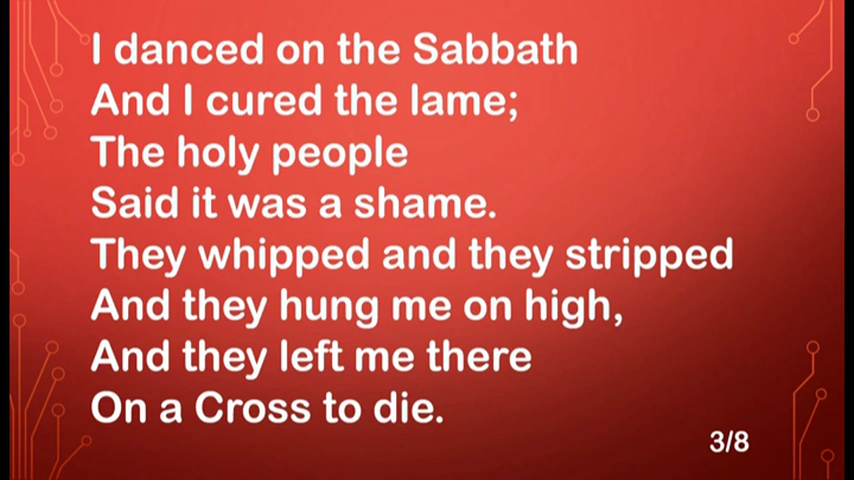 I danced on the Sabbath
And I cured the lame;
The holy people
Said it was a shame.
They whipped and they stripped
And they hung me on high,
And they left me there
On a Cross to die.
3/8